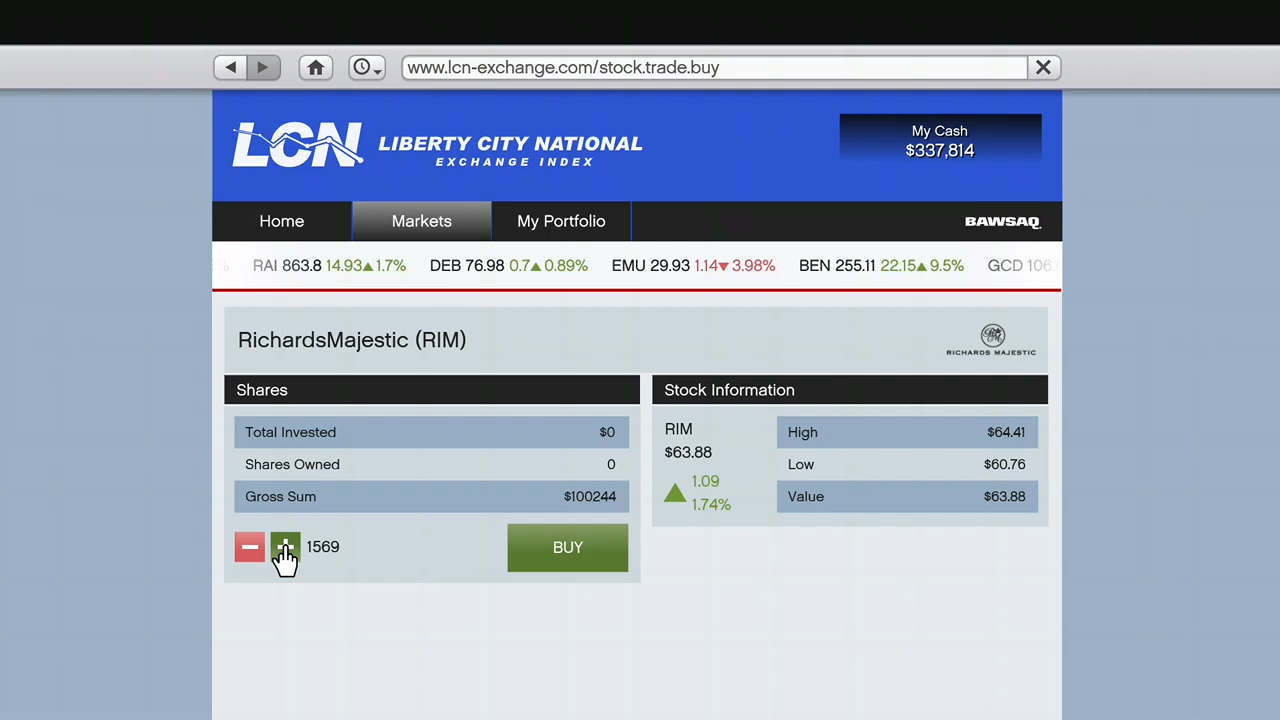 www.lcn-exchange.com/stock.trade.buy
LCN LIBERTY CITY NATIONAL
EXCHANGE INDEX
My Cash
$337,814
Home Markets My Portfolio BAWSAQ
% RAI 863.8 14.93▲1.7% DEB 76.98 0.7▲0.89% EMU 29.93 1.14▼3.98% BEN 255.11 22.15▲9.5% GCD 106.
RichardsMajestic (RIM)
RICHARDS MAJESTIC
Shares
Total Invested $0
Shares Owned 0
Gross Sum $100244
1569
BUY
Stock Information
RIM
$63.88
1.09
1.74%
High $64.41
Low $60.76
Value $63.88